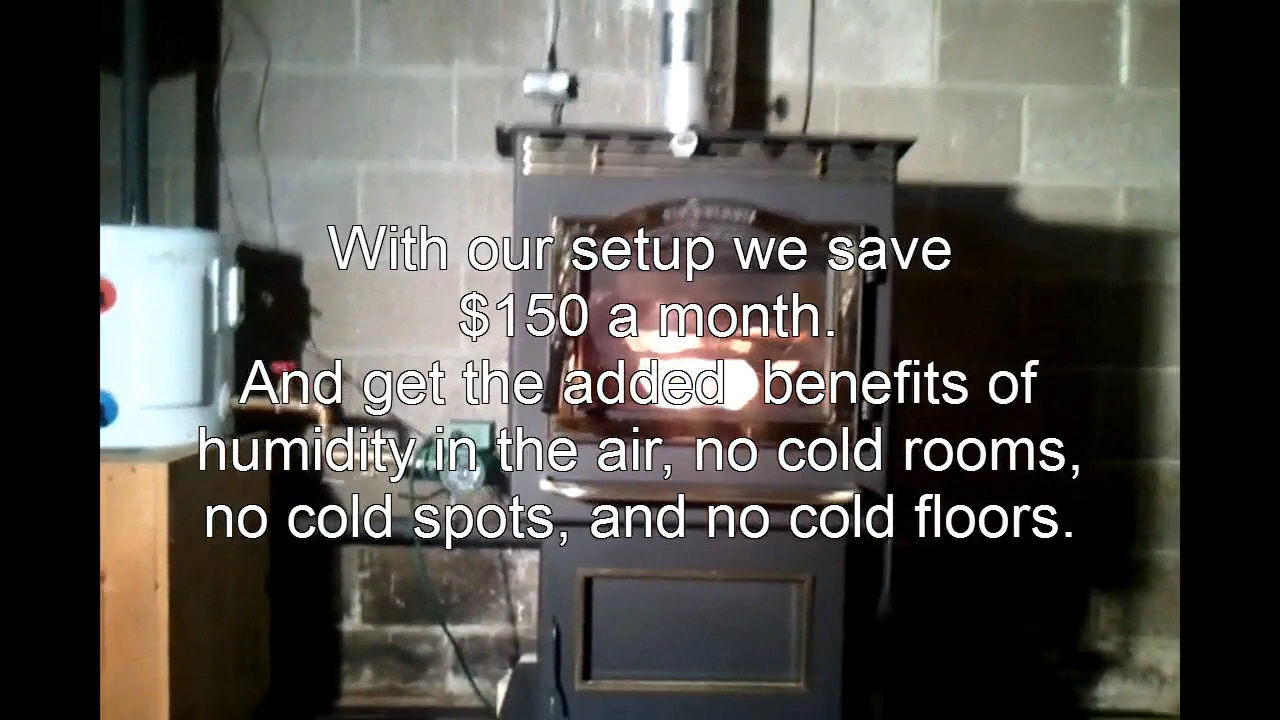 With our setup we save
$150 a month.
And get the added  benefits of
humidity in the air, no cold rooms,
no cold spots, and no cold floors.